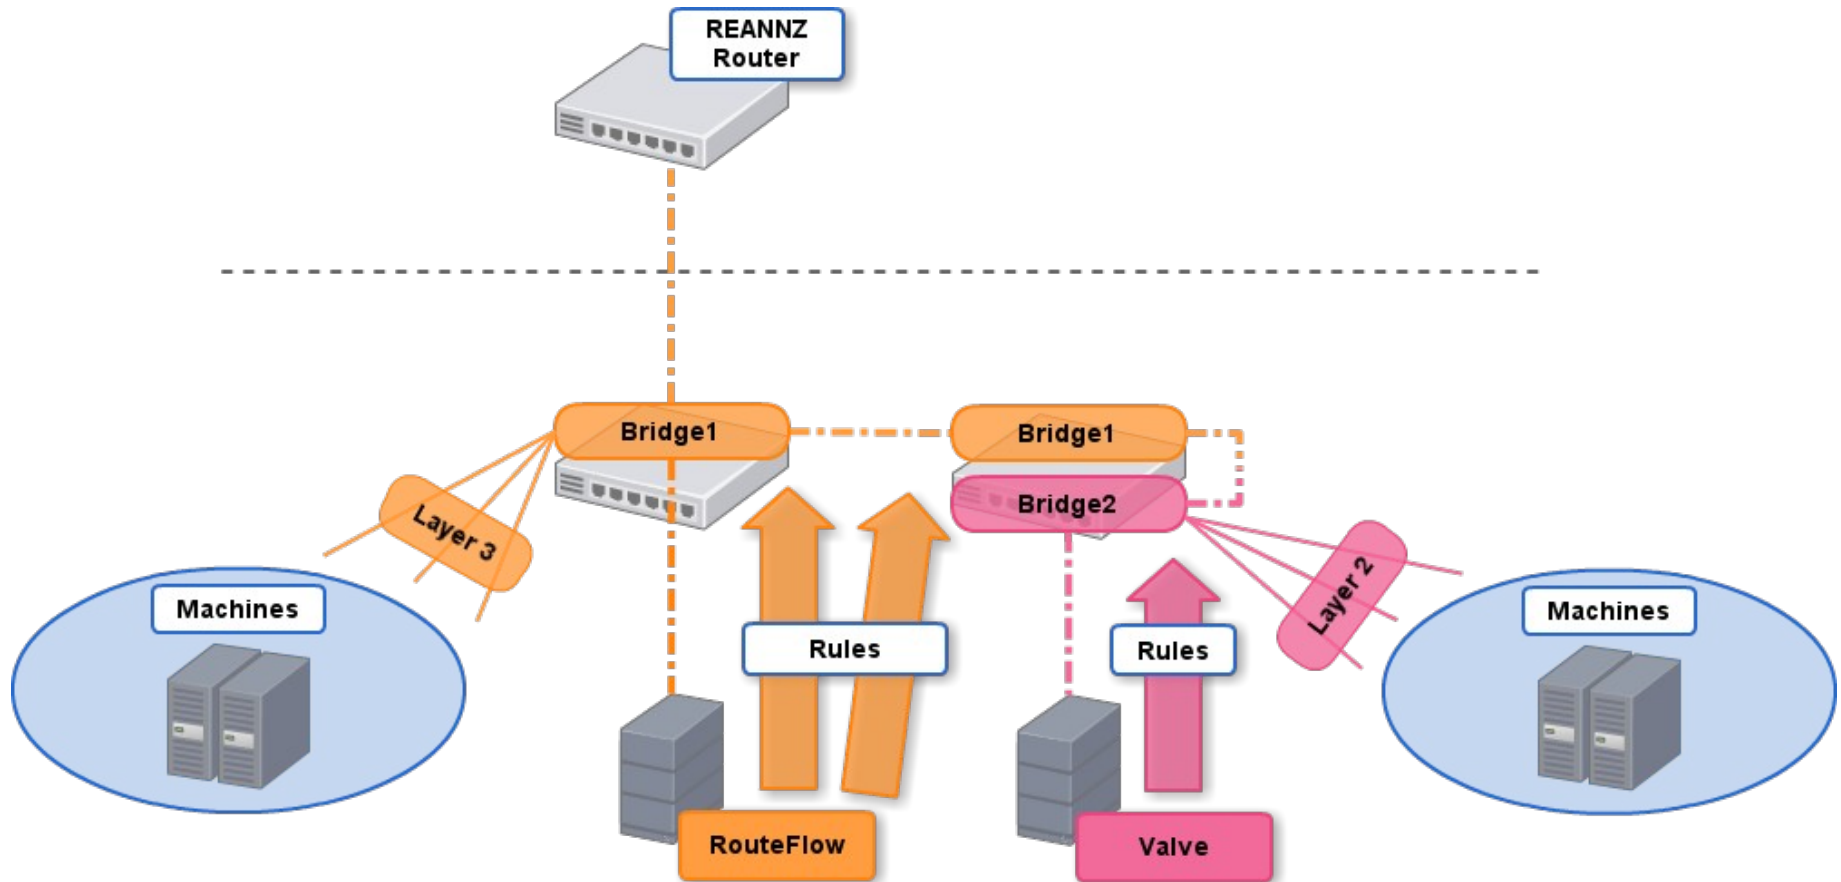 REANNZ
Router
Bridge1
Bridge1
Bridge2
Layer 3
Layer 2
Machines
Machines
Rules
Rules
RouteFlow
Valve